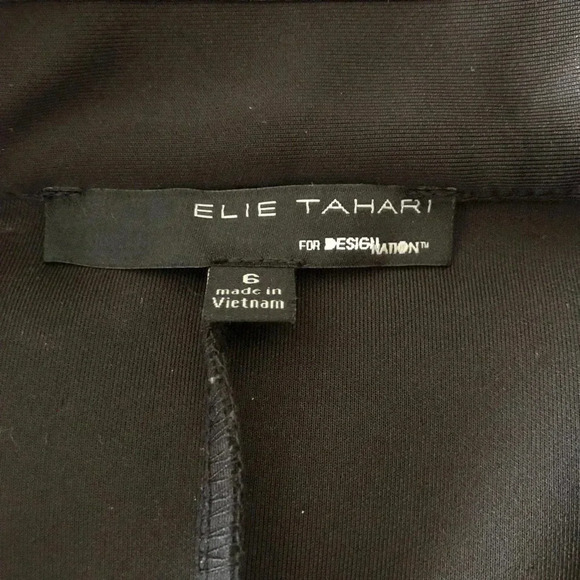 ELIE TAHARI
FOR DESIGNATION™
6
made in
Vietnam